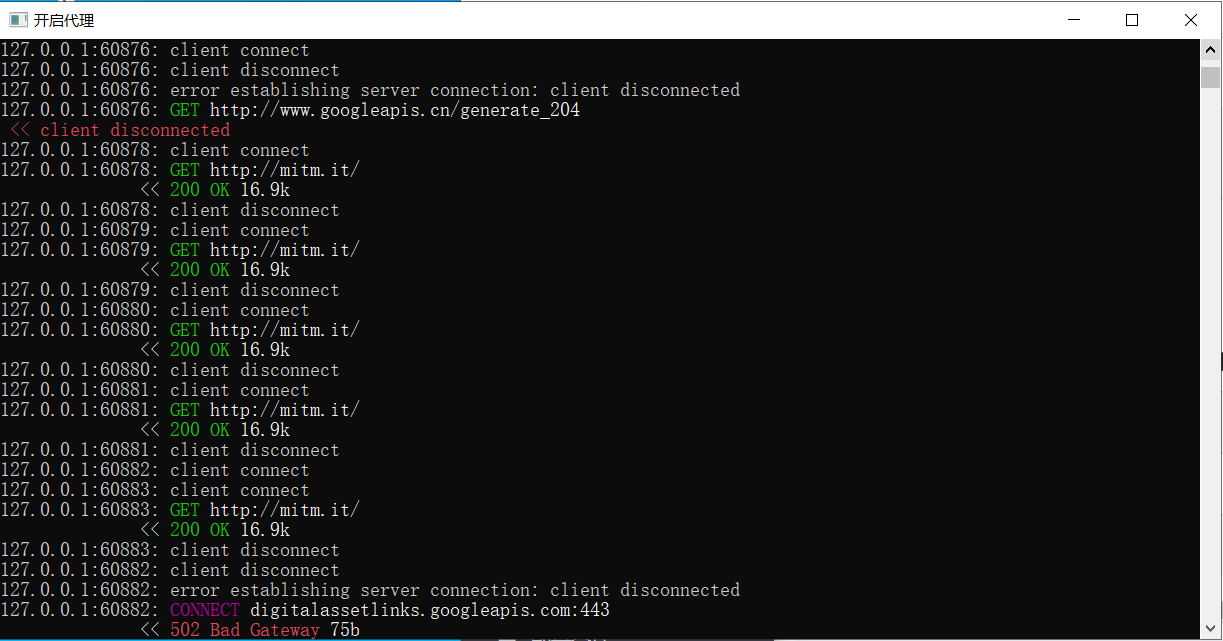 开启代理
127.0.0.1:60876: client connect
127.0.0.1:60876: client disconnect
127.0.0.1:60876: error establishing server connection: client disconnected
127.0.0.1:60876: GET http://www.googleapis.cn/generate_204
<< client disconnected
127.0.0.1:60878: client connect
127.0.0.1:60878: GET http://mitm.it/
<< 200 OK 16.9k
127.0.0.1:60878: client disconnect
127.0.0.1:60879: client connect
127.0.0.1:60879: GET http://mitm.it/
<< 200 OK 16.9k
127.0.0.1:60879: client disconnect
127.0.0.1:60880: client connect
127.0.0.1:60880: GET http://mitm.it/
<< 200 OK 16.9k
127.0.0.1:60880: client disconnect
127.0.0.1:60881: client connect
127.0.0.1:60881: GET http://mitm.it/
<< 200 OK 16.9k
127.0.0.1:60881: client disconnect
127.0.0.1:60882: client connect
127.0.0.1:60883: client connect
127.0.0.1:60883: GET http://mitm.it/
<< 200 OK 16.9k
127.0.0.1:60883: client disconnect
127.0.0.1:60882: client disconnect
127.0.0.1:60882: error establishing server connection: client disconnected
127.0.0.1:60882: CONNECT digitalassetlinks.googleapis.com:443
<< 502 Bad Gateway 75b